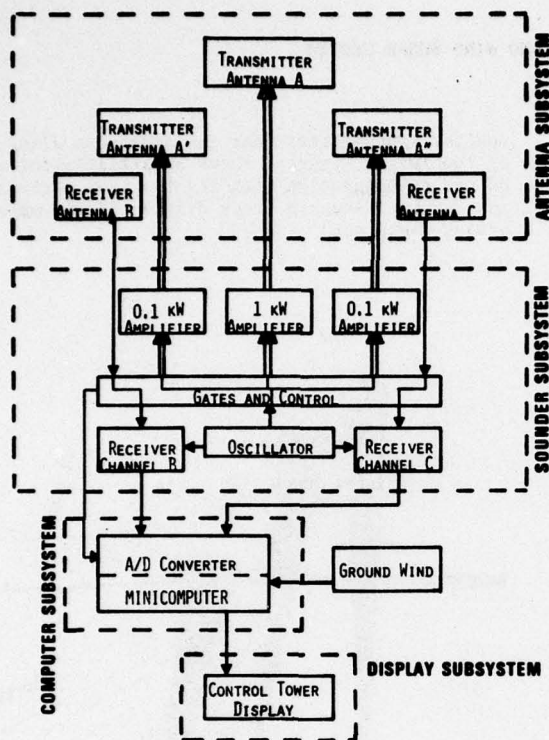 TRANSMITTER
ANTENNA A
TRANSMITTER
ANTENNA A'
TRANSMITTER
ANTENNA A"
RECEIVER
ANTENNA B
RECEIVER
ANTENNA C
ANTENNA SUBSYSTEM
0.1 KW
AMPLIFIER
1 KW
AMPLIFIER
0.1 KW
AMPLIFIER
GATES AND CONTROL
RECEIVER
CHANNEL B
OSCILLATOR
RECEIVER
CHANNEL C
SOUNDER SUBSYSTEM
A/D CONVERTER
MINICOMPUTER
GROUND WIND
COMPUTER SUBSYSTEM
DISPLAY SUBSYSTEM
CONTROL TOWER
DISPLAY